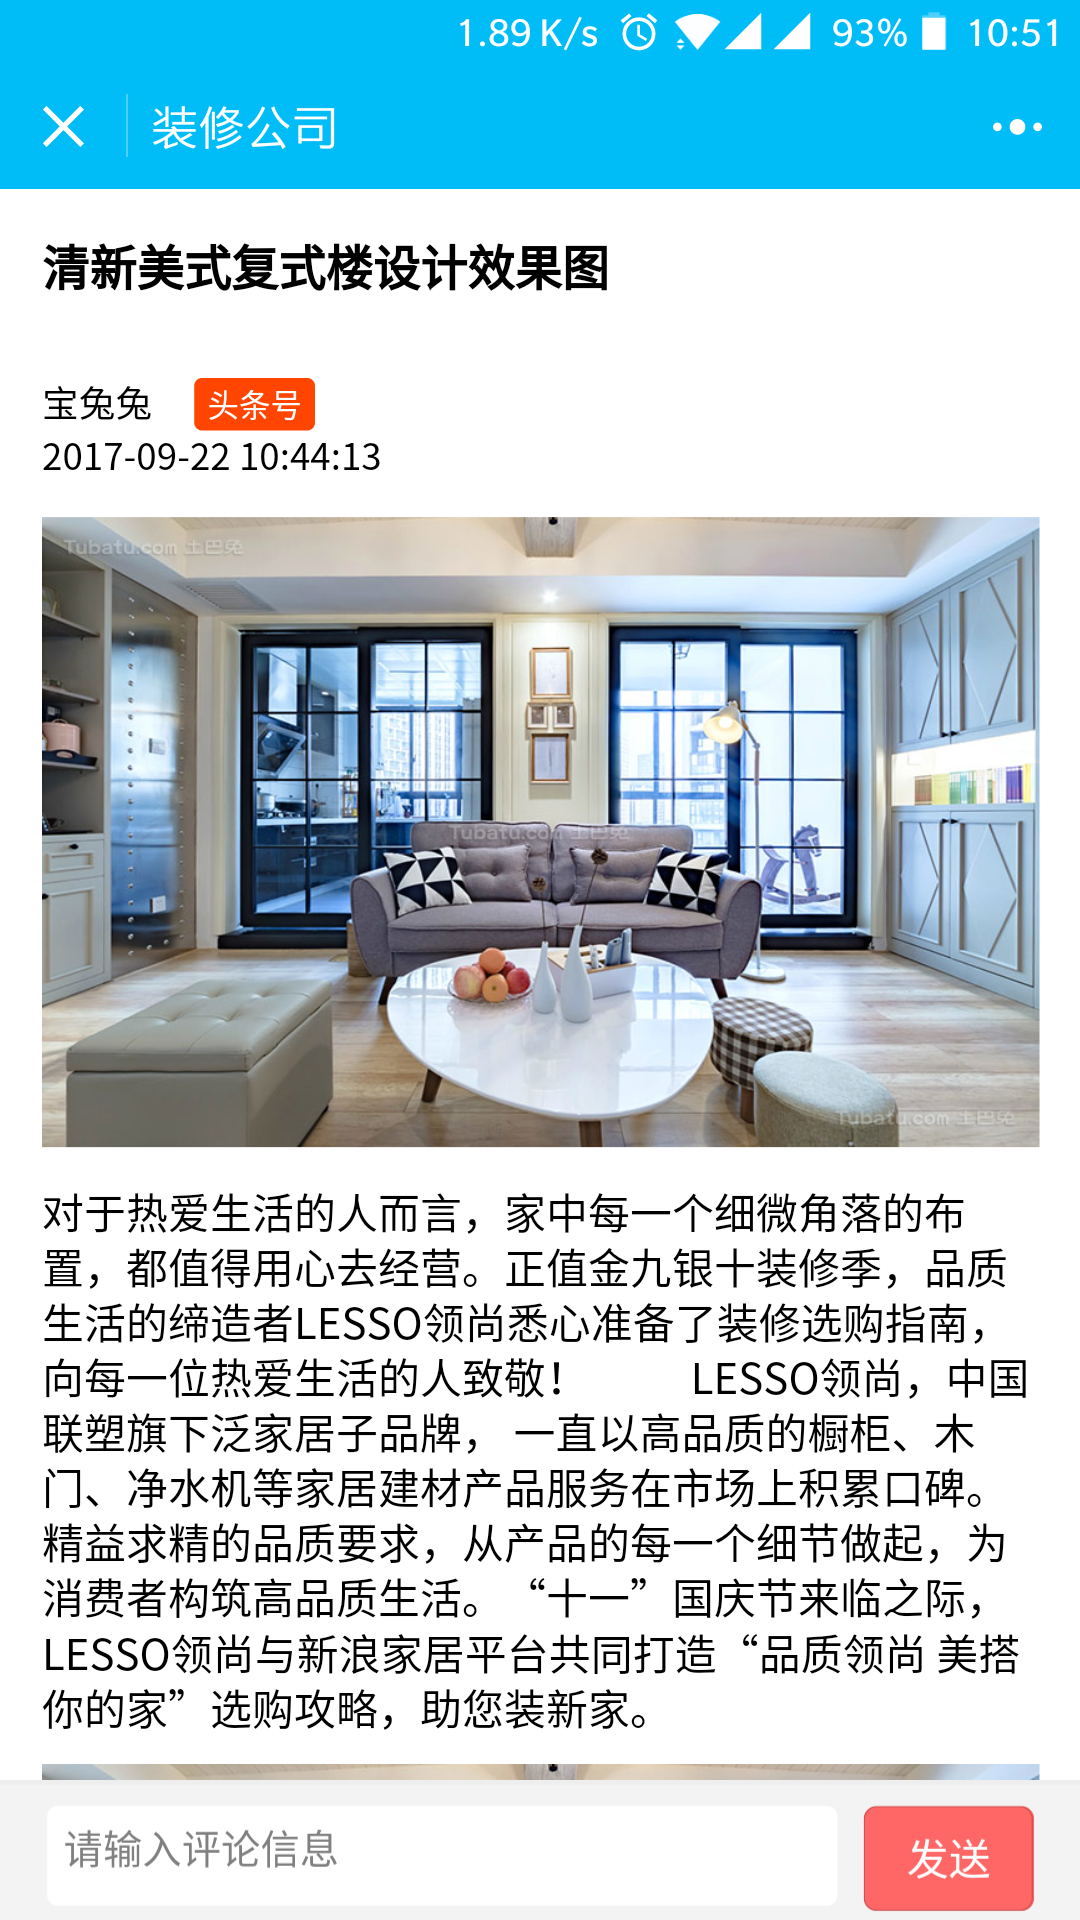 1.89 K/s 93% 10:51
装修公司
清新美式复式楼设计效果图
宝兔兔 头条号
2017-09-22 10:44:13
Tubatu.com 土巴兔
Tubatu.com 土巴兔
Tubatu.com 土巴兔
对于热爱生活的人而言，家中每一个细微角落的布
置，都值得用心去经营。正值金九银十装修季，品质
生活的缔造者LESSO领尚悉心准备了装修选购指南，
向每一位热爱生活的人致敬！ LESSO领尚，中国
联塑旗下泛家居子品牌， 一直以高品质的橱柜、木
门、净水机等家居建材产品服务在市场上积累口碑。
精益求精的品质要求，从产品的每一个细节做起，为
消费者构筑高品质生活。“十一”国庆节来临之际，
LESSO领尚与新浪家居平台共同打造“品质领尚 美搭
你的家”选购攻略，助您装新家。
请输入评论信息 发送